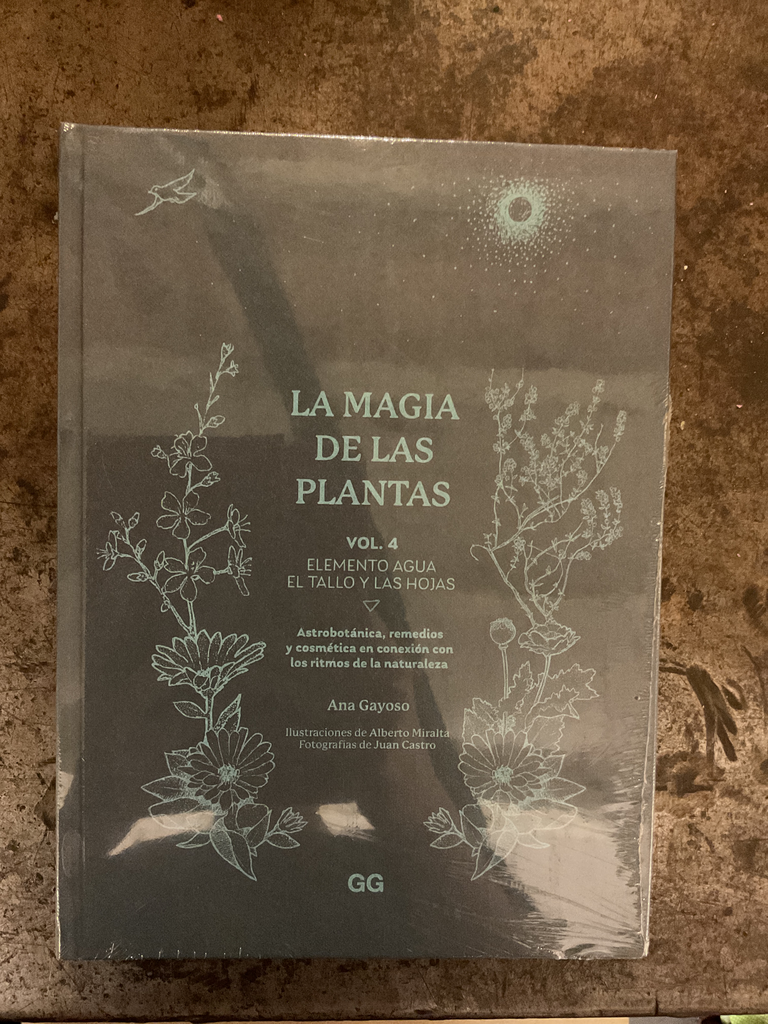 LA MAGIA
DE LAS
PLANTAS
VOL. 4
ELEMENTO AGUA
EL TALLO Y LAS HOJAS
Astrobotánica, remedios
y cosmética en conexión con
los ritmos de la naturaleza
Ana Gayoso
Ilustraciones de Alberto Miralta
Fotografías de Juan Castro
GG